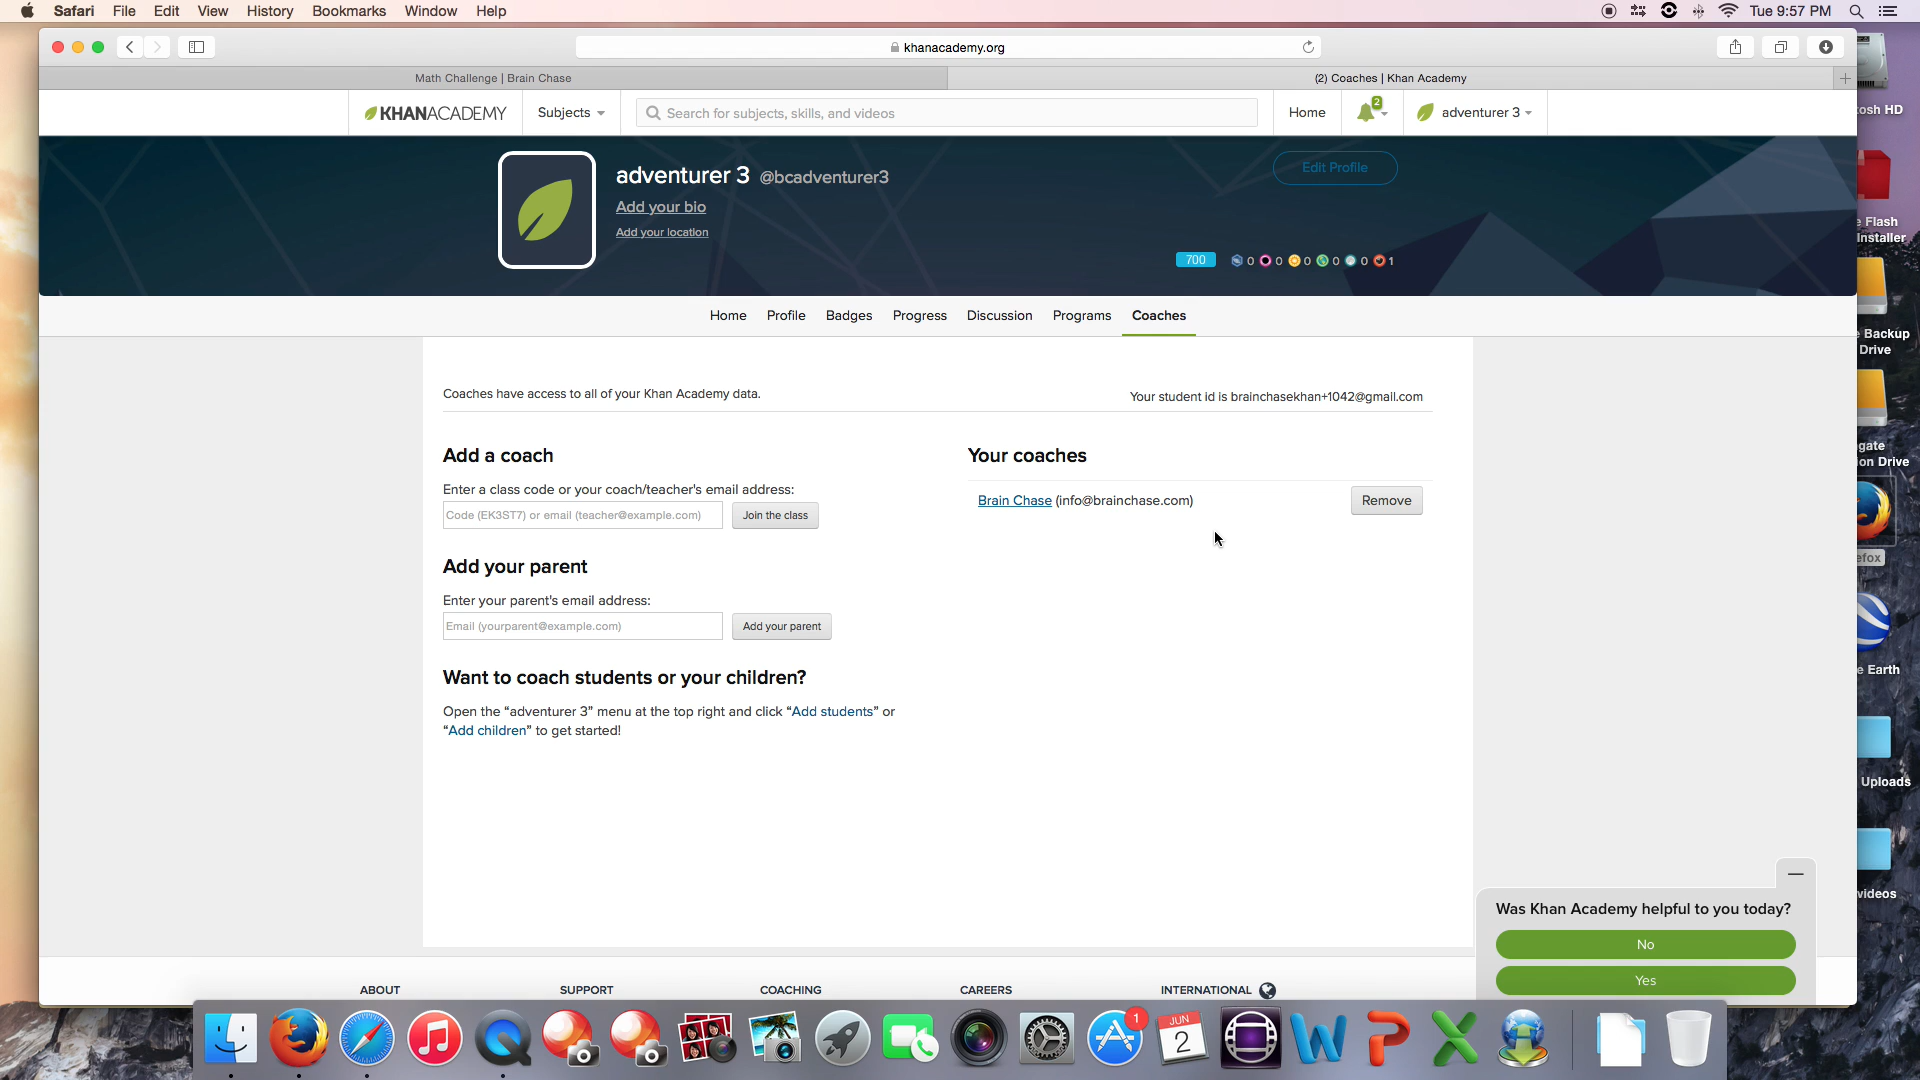 Safari File Edit View History Bookmarks Window Help
Tue 9:57 PM
khanacademy.org
Math Challenge | Brain Chase
(2) Coaches | Khan Academy
KHANACADEMY
Subjects
Search for subjects, skills, and videos
Home
2
adventurer 3
adventurer 3 @bcadventurer3
Edit Profile
Add your bio
Add your location
700
0 0 0 0 0 1
Home Profile Badges Progress Discussion Programs Coaches
Coaches have access to all of your Khan Academy data.
Your student id is brainchasekhan+1042@gmail.com
Add a coach
Enter a class code or your coach/teacher's email address:
Code (EK3ST7) or email (teacher@example.com)
Join the class
Your coaches
Brain Chase (info@brainchase.com)
Remove
Add your parent
Enter your parent's email address:
Email (yourparent@example.com)
Add your parent
Want to coach students or your children?
Open the “adventurer 3” menu at the top right and click “Add students” or
“Add children” to get started!
Was Khan Academy helpful to you today?
No
Yes
ABOUT SUPPORT COACHING CAREERS INTERNATIONAL
tosh HD
e Flash
Installer
e Backup
Drive
gate
ion Drive
efox
e Earth
Uploads
videos
1
JUN
2